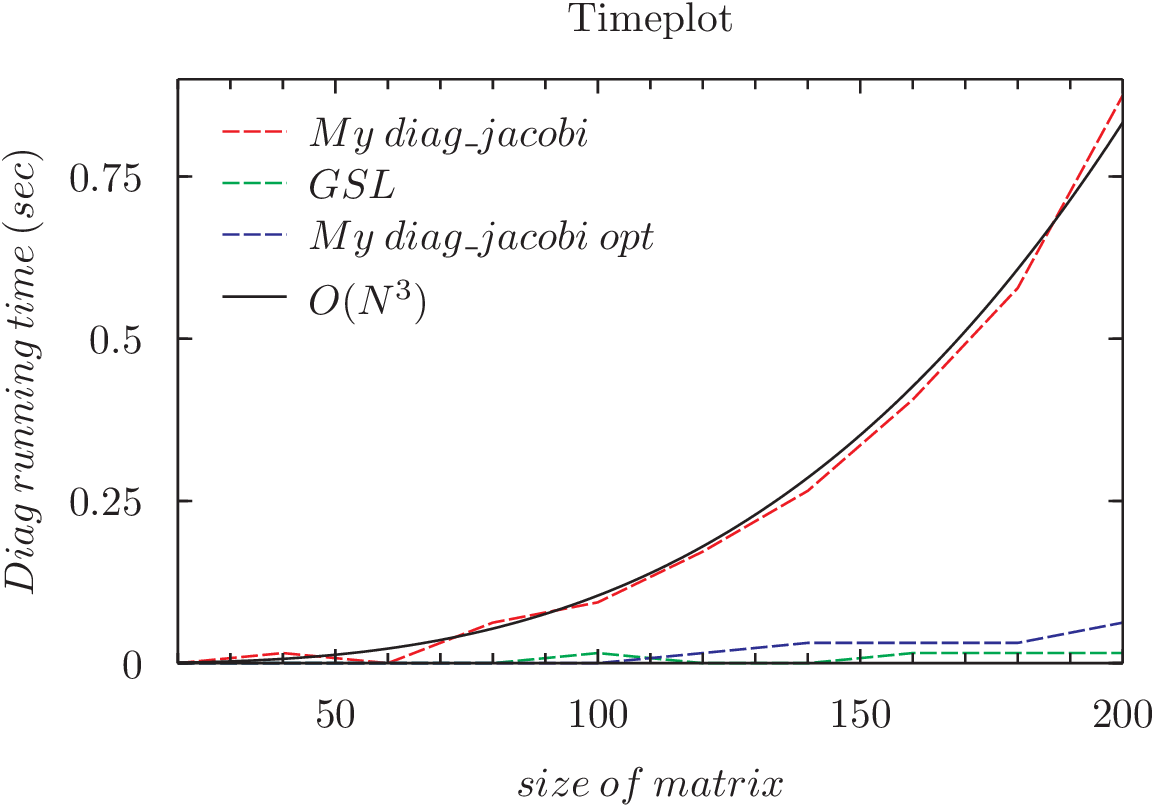 Timeplot
My diag_jacobi
GSL
My diag_jacobi opt
O(N³)
Diag running time (sec)
0.75
0.5
0.25
0
50 100 150 200
size of matrix